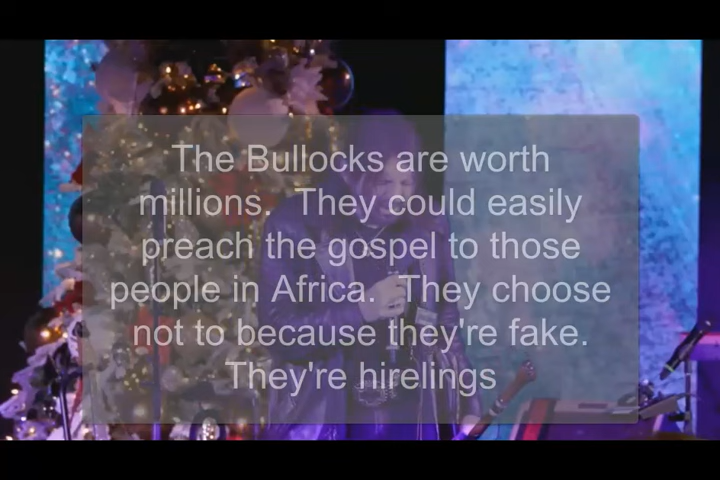 The Bullocks are worth
millions.  They could easily
preach the gospel to those
people in Africa.  They choose
not to because they're fake.
They're hirelings